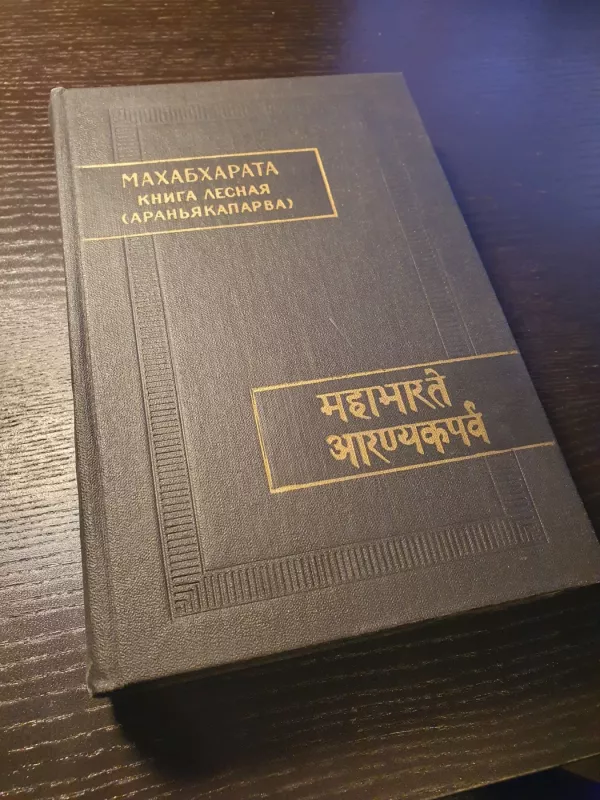 МАХАБХАРАТА
КНИГА ЛЕСНАЯ
(АРАНЬЯКАПАРВА)
महाभारते
आरण्यकपर्व